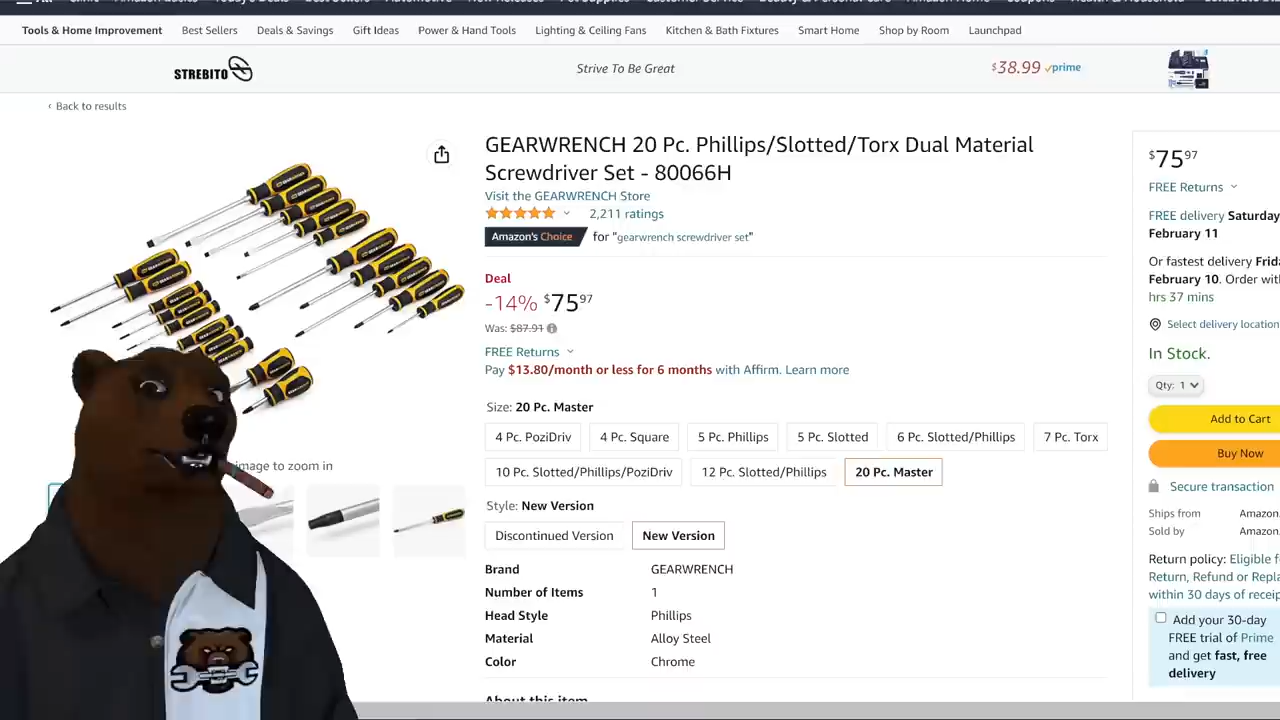 Tools & Home Improvement Best Sellers Deals & Savings Gift Ideas Power & Hand Tools Lighting & Ceiling Fans Kitchen & Bath Fixtures Smart Home Shop by Room Launchpad
STREBITO Strive To Be Great $38.99 prime
‹ Back to results
GEARWRENCH 20 Pc. Phillips/Slotted/Torx Dual Material
Screwdriver Set - 80066H
Visit the GEARWRENCH Store
2,211 ratings
Amazon's Choice for "gearwrench screwdriver set"
Deal
-14% $75 97
Was: $87.91
FREE Returns
Pay $13.80/month or less for 6 months with Affirm. Learn more
Size: 20 Pc. Master
4 Pc. PoziDriv 4 Pc. Square 5 Pc. Phillips 5 Pc. Slotted 6 Pc. Slotted/Phillips 7 Pc. Torx
10 Pc. Slotted/Phillips/PoziDriv 12 Pc. Slotted/Phillips 20 Pc. Master
image to zoom in
Style: New Version
Discontinued Version New Version
Brand GEARWRENCH
Number of Items 1
Head Style Phillips
Material Alloy Steel
Color Chrome
About this item
$75 97
FREE Returns
FREE delivery Saturday
February 11
Or fastest delivery Frida
February 10. Order with
hrs 37 mins
Select delivery location
In Stock.
Qty: 1
Add to Cart
Buy Now
Secure transaction
Ships from Amazon.
Sold by Amazon.
Return policy: Eligible f
Return, Refund or Repla
within 30 days of receip
Add your 30-day
FREE trial of Prime
and get fast, free
delivery